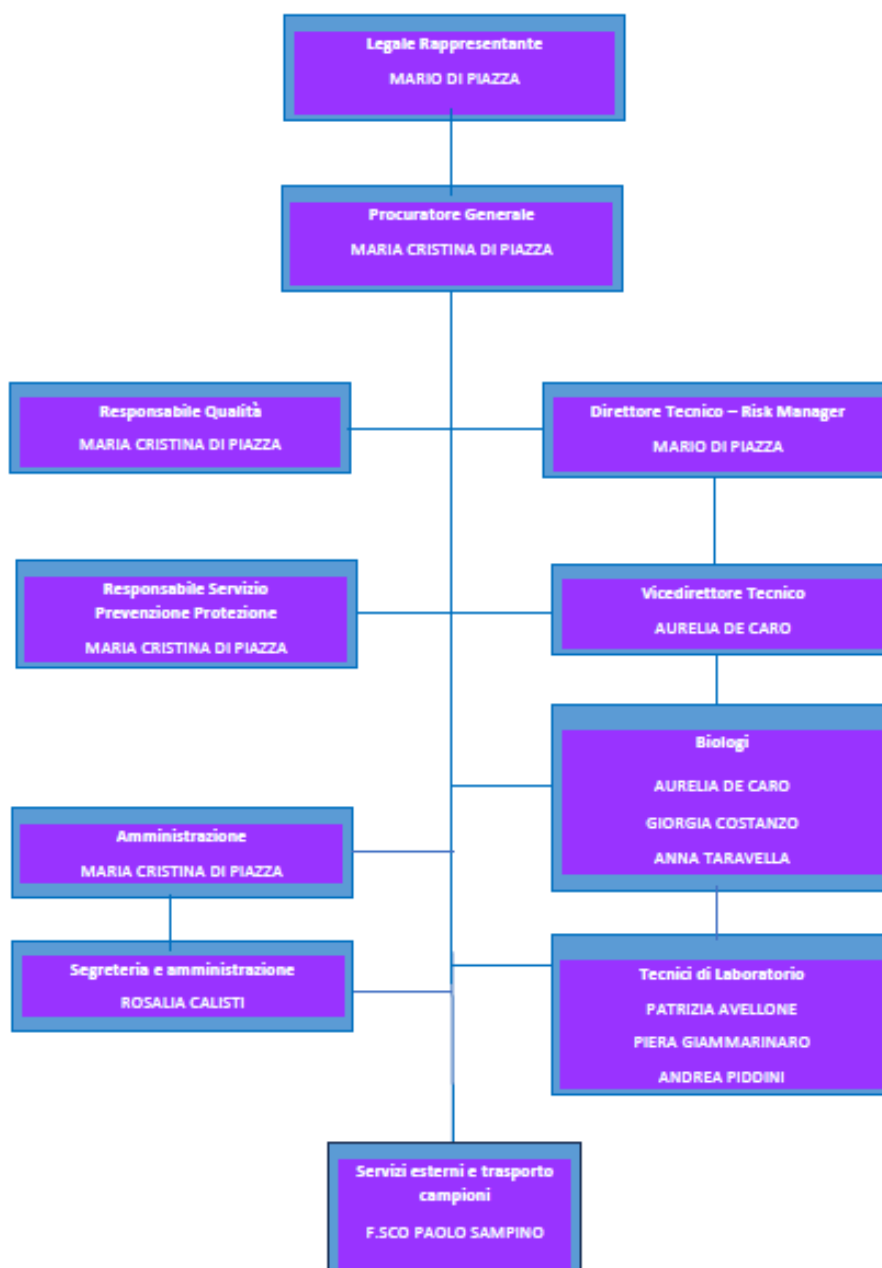 Legale Rappresentante
MARIO DI PIAZZA
Procuratore Generale
MARIA CRISTINA DI PIAZZA
Responsabile Qualità
MARIA CRISTINA DI PIAZZA
Direttore Tecnico – Risk Manager
MARIO DI PIAZZA
Responsabile Servizio
Prevenzione Protezione
MARIA CRISTINA DI PIAZZA
Vicedirettore Tecnico
AURELIA DE CARO
Biologi
AURELIA DE CARO
GIORGIA COSTANZO
ANNA TARAVELLA
Amministrazione
MARIA CRISTINA DI PIAZZA
Segreteria e amministrazione
ROSALIA CALISTI
Tecnici di Laboratorio
PATRIZIA AVELLONE
PIERA GIAMMARINARO
ANDREA PIDDINI
Servizi esterni e trasporto
campioni
F.SCO PAOLO SAMPINO